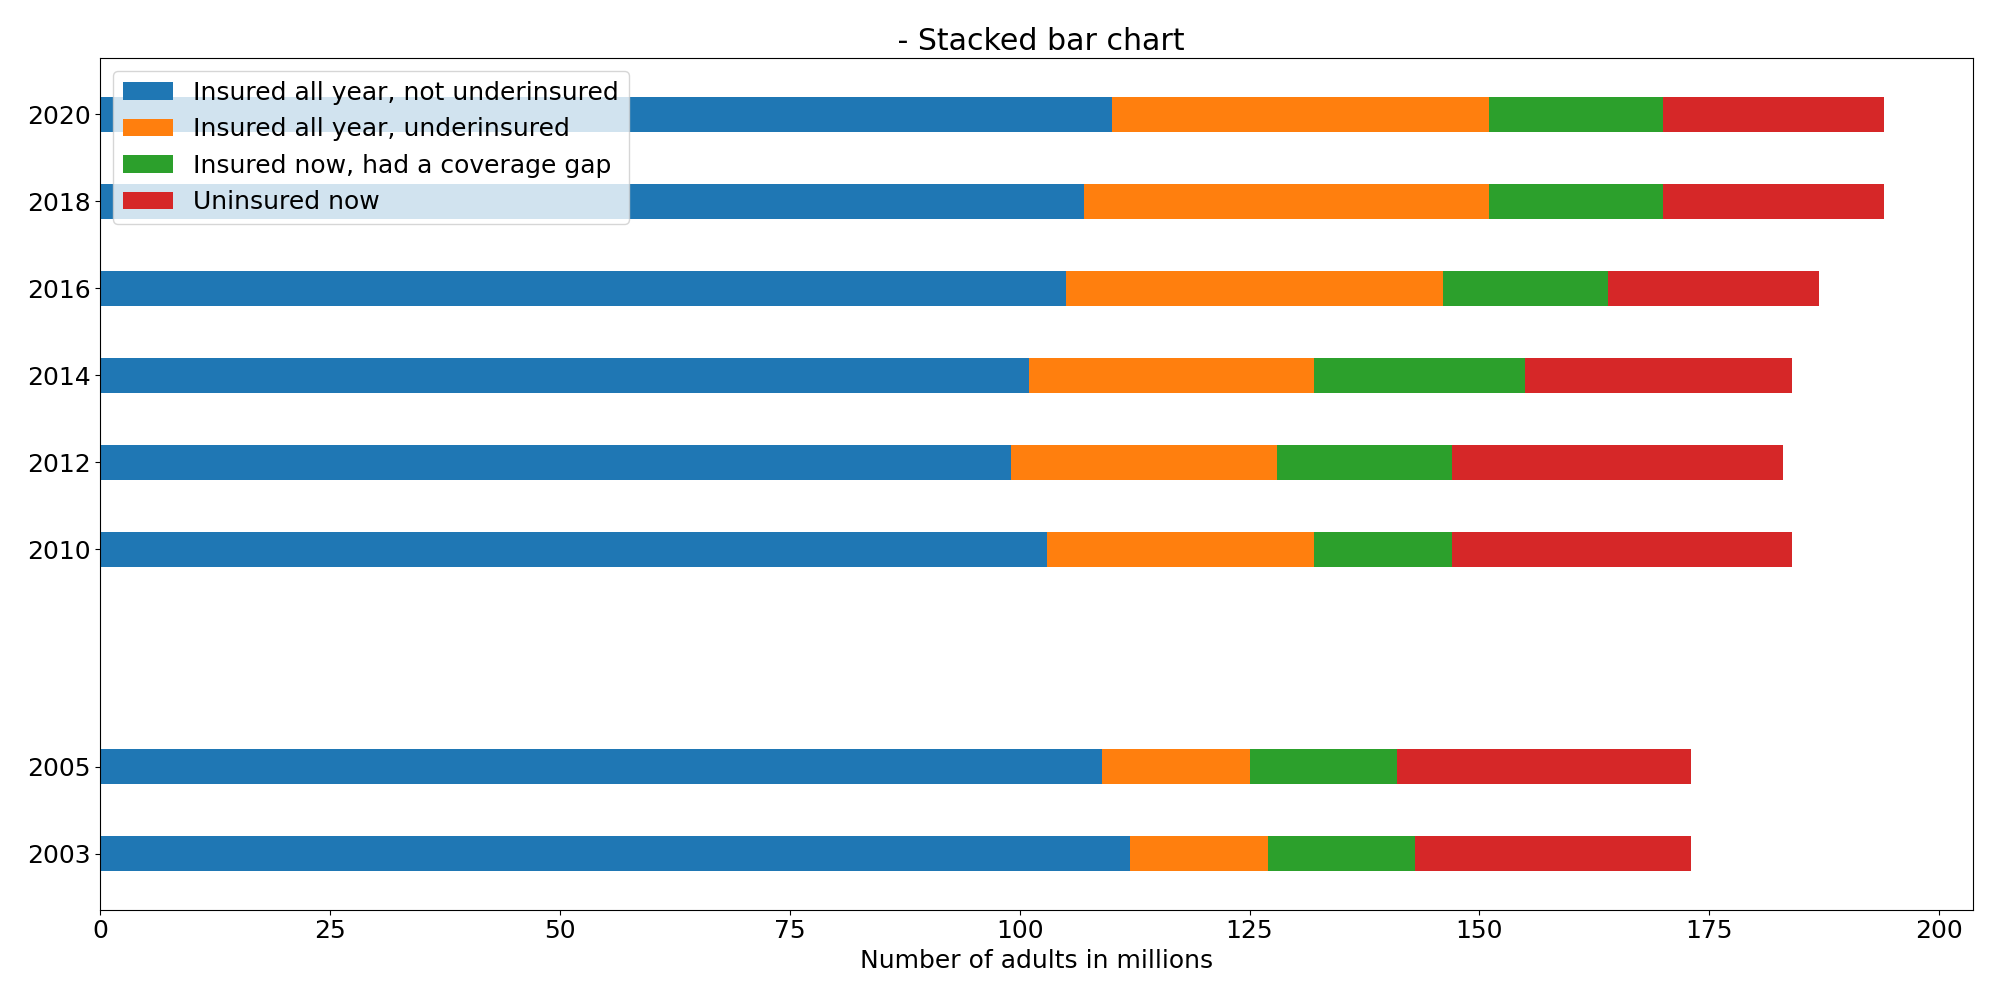 - Stacked bar chart
Insured all year, not underinsured
Insured all year, underinsured
Insured now, had a coverage gap
Uninsured now
2020
2018
2016
2014
2012
2010
2005
2003
0 25 50 75 100 125 150 175 200
Number of adults in millions